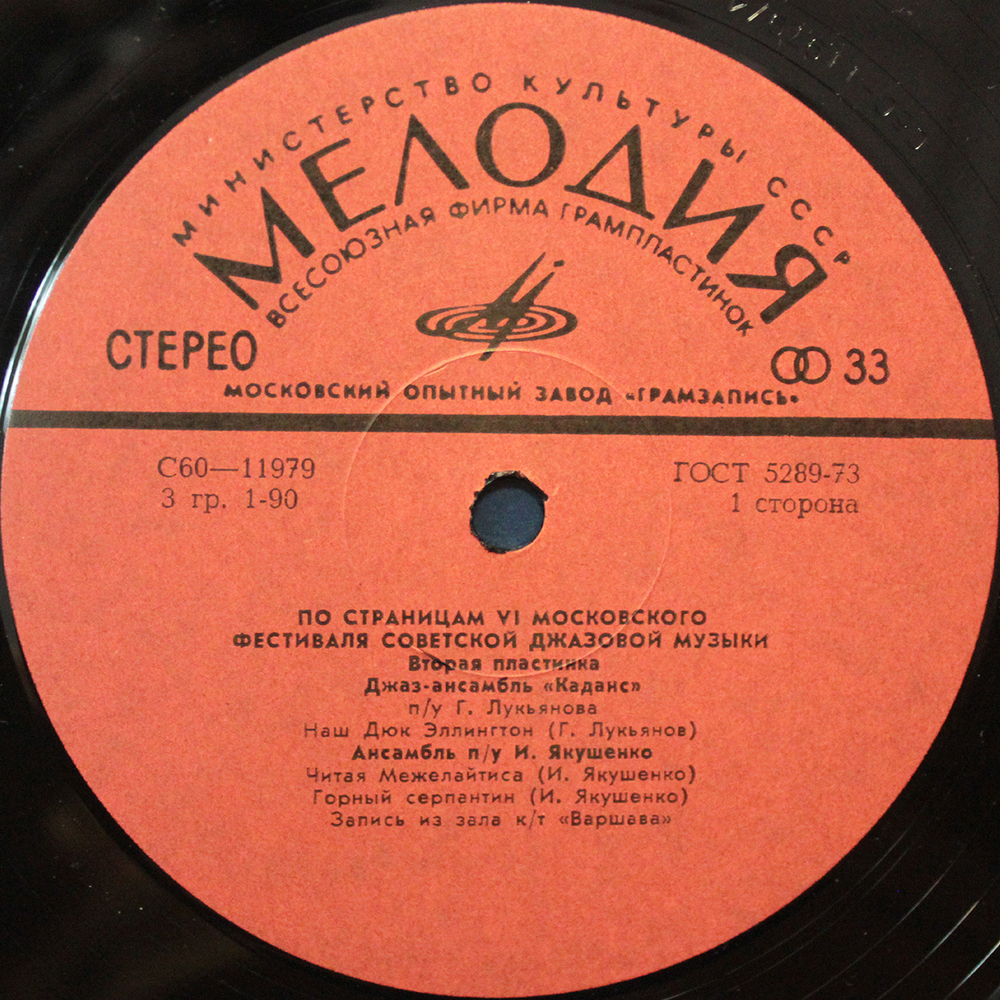 МИНИСТЕРСТВО КУЛЬТУРЫ СССР
МЕЛОДИЯ
ВСЕСОЮЗНАЯ ФИРМА ГРАМПЛАСТИНОК
СТЕРЕО
33
МОСКОВСКИЙ ОПЫТНЫЙ ЗАВОД «ГРАМЗАПИСЬ»
С60—11979
ГОСТ 5289-73
3 гр. 1-90
1 сторона
ПО СТРАНИЦАМ VI МОСКОВСКОГО
ФЕСТИВАЛЯ СОВЕТСКОЙ ДЖАЗОВОЙ МУЗЫКИ
Вторая пластинка
Джаз-ансамбль «Каданс»
п/у Г. Лукьянова
Наш Дюк Эллингтон (Г. Лукьянов)
Ансамбль п/у И. Якушенко
Читая Межелайтиса (И. Якушенко)
Горный серпантин (И. Якушенко)
Запись из зала к/т «Варшава»